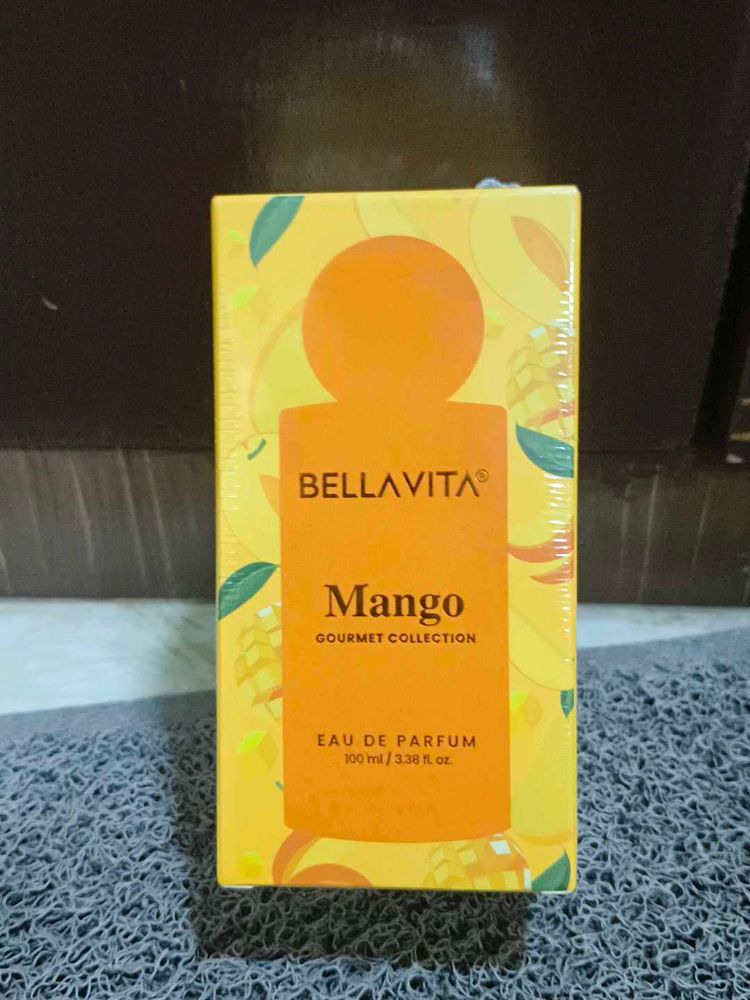 BELLAVITA®
Mango
GOURMET COLLECTION
EAU DE PARFUM
100 ml / 3.38 fl. oz.